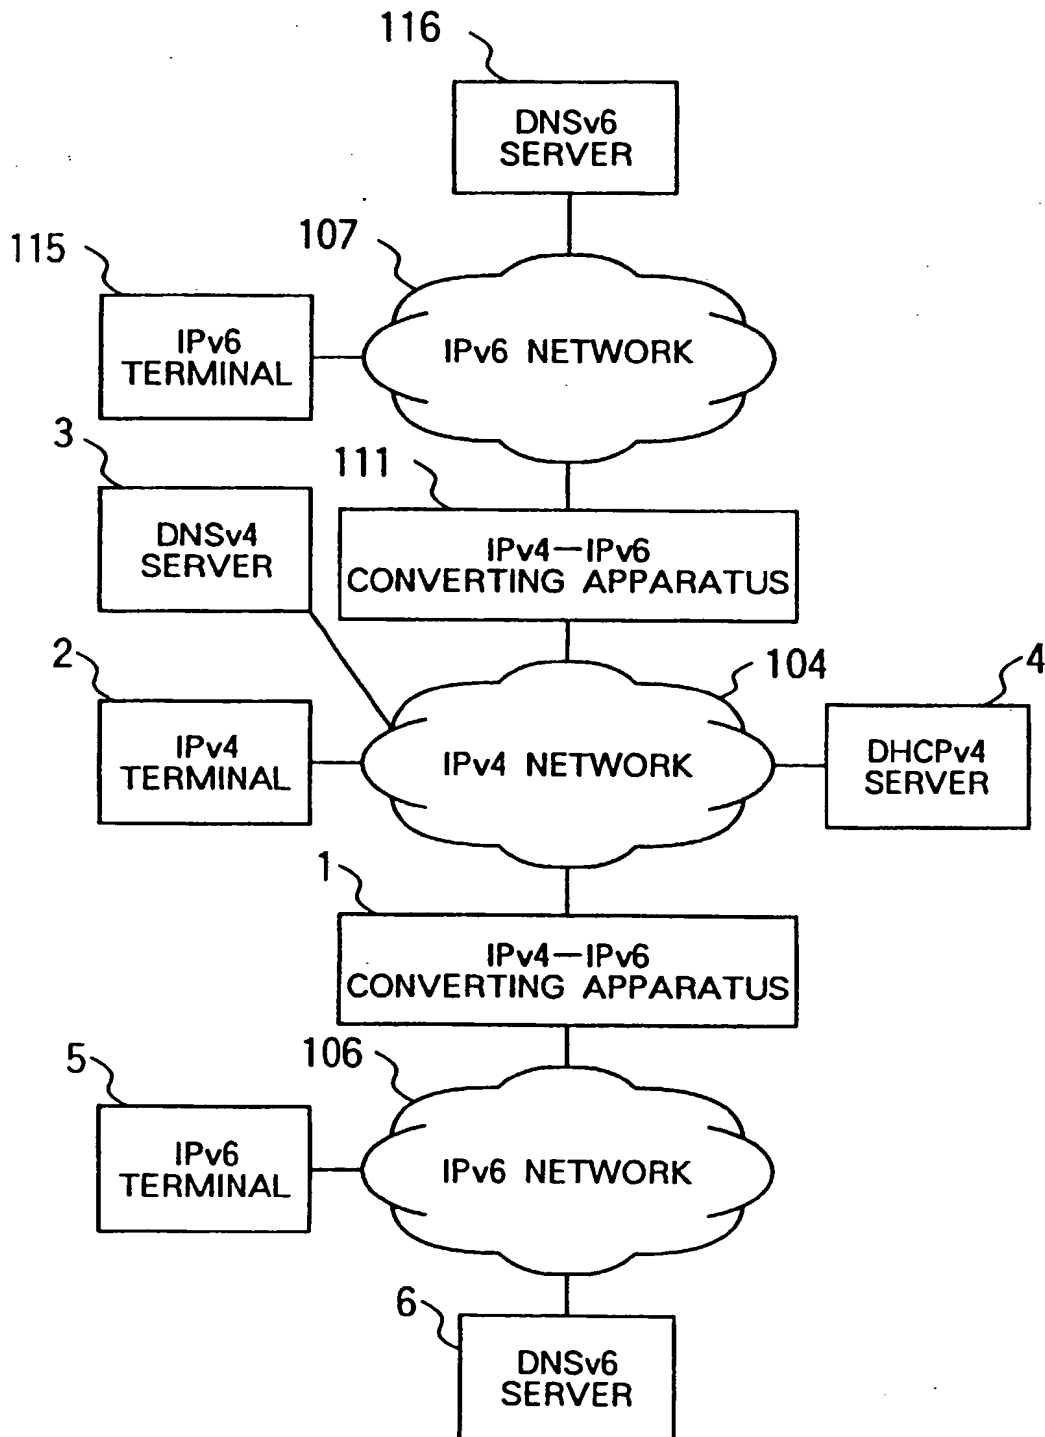 116
DNSv6
SERVER
107
115
IPv6
TERMINAL
IPv6 NETWORK
3
111
DNSv4
SERVER
IPv4—IPv6
CONVERTING APPARATUS
2
104
4
IPv4
TERMINAL
IPv4 NETWORK
DHCPv4
SERVER
1
IPv4—IPv6
CONVERTING APPARATUS
5
106
IPv6
TERMINAL
IPv6 NETWORK
6
DNSv6
SERVER